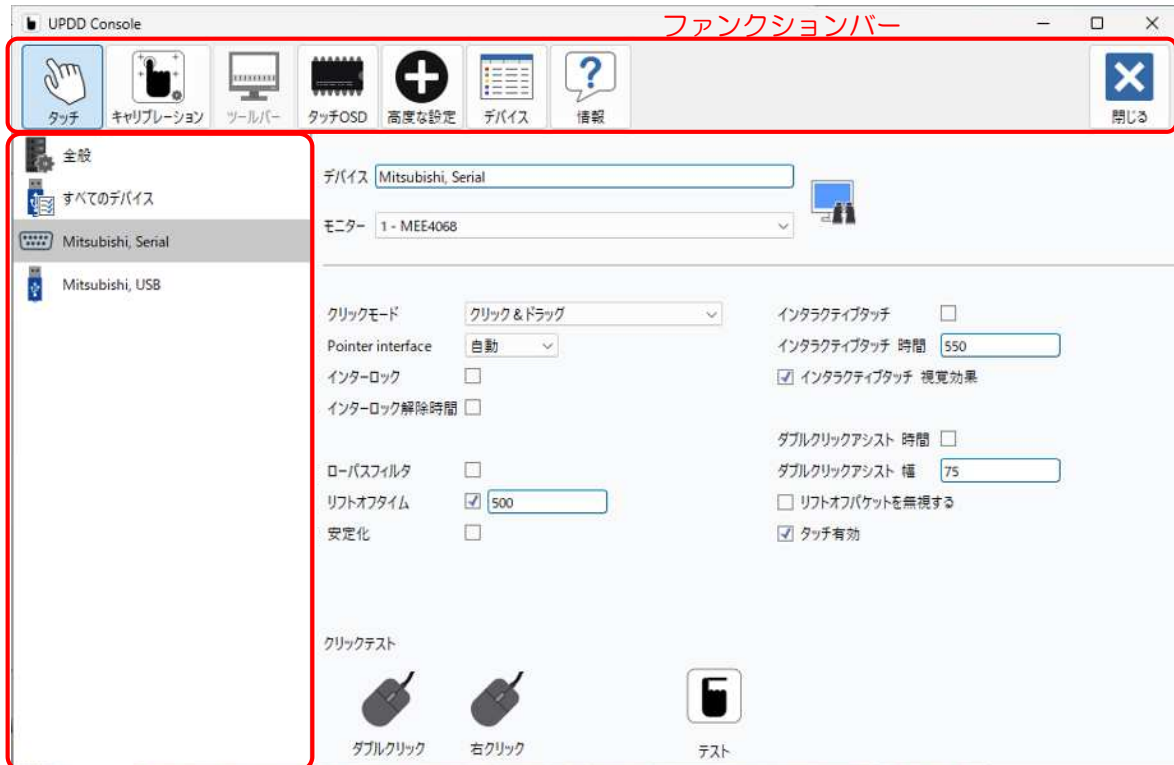 UPDD Console
ファンクションバー
タッチ
キャリブレーション
ツールバー
タッチOSD
高度な設定
デバイス
情報
閉じる
全般
すべてのデバイス
Mitsubishi, Serial
Mitsubishi, USB
デバイス Mitsubishi, Serial
モニター 1 - MEE4068
クリックモード クリック&ドラッグ
Pointer interface 自動
インターロック
インターロック解除時間
ローパスフィルタ
リフトオフタイム 500
安定化
インタラクティブタッチ
インタラクティブタッチ 時間 550
インタラクティブタッチ 視覚効果
ダブルクリックアシスト 時間
ダブルクリックアシスト 幅 75
リフトオフパケットを無視する
タッチ有効
クリックテスト
ダブルクリック
右クリック
テスト